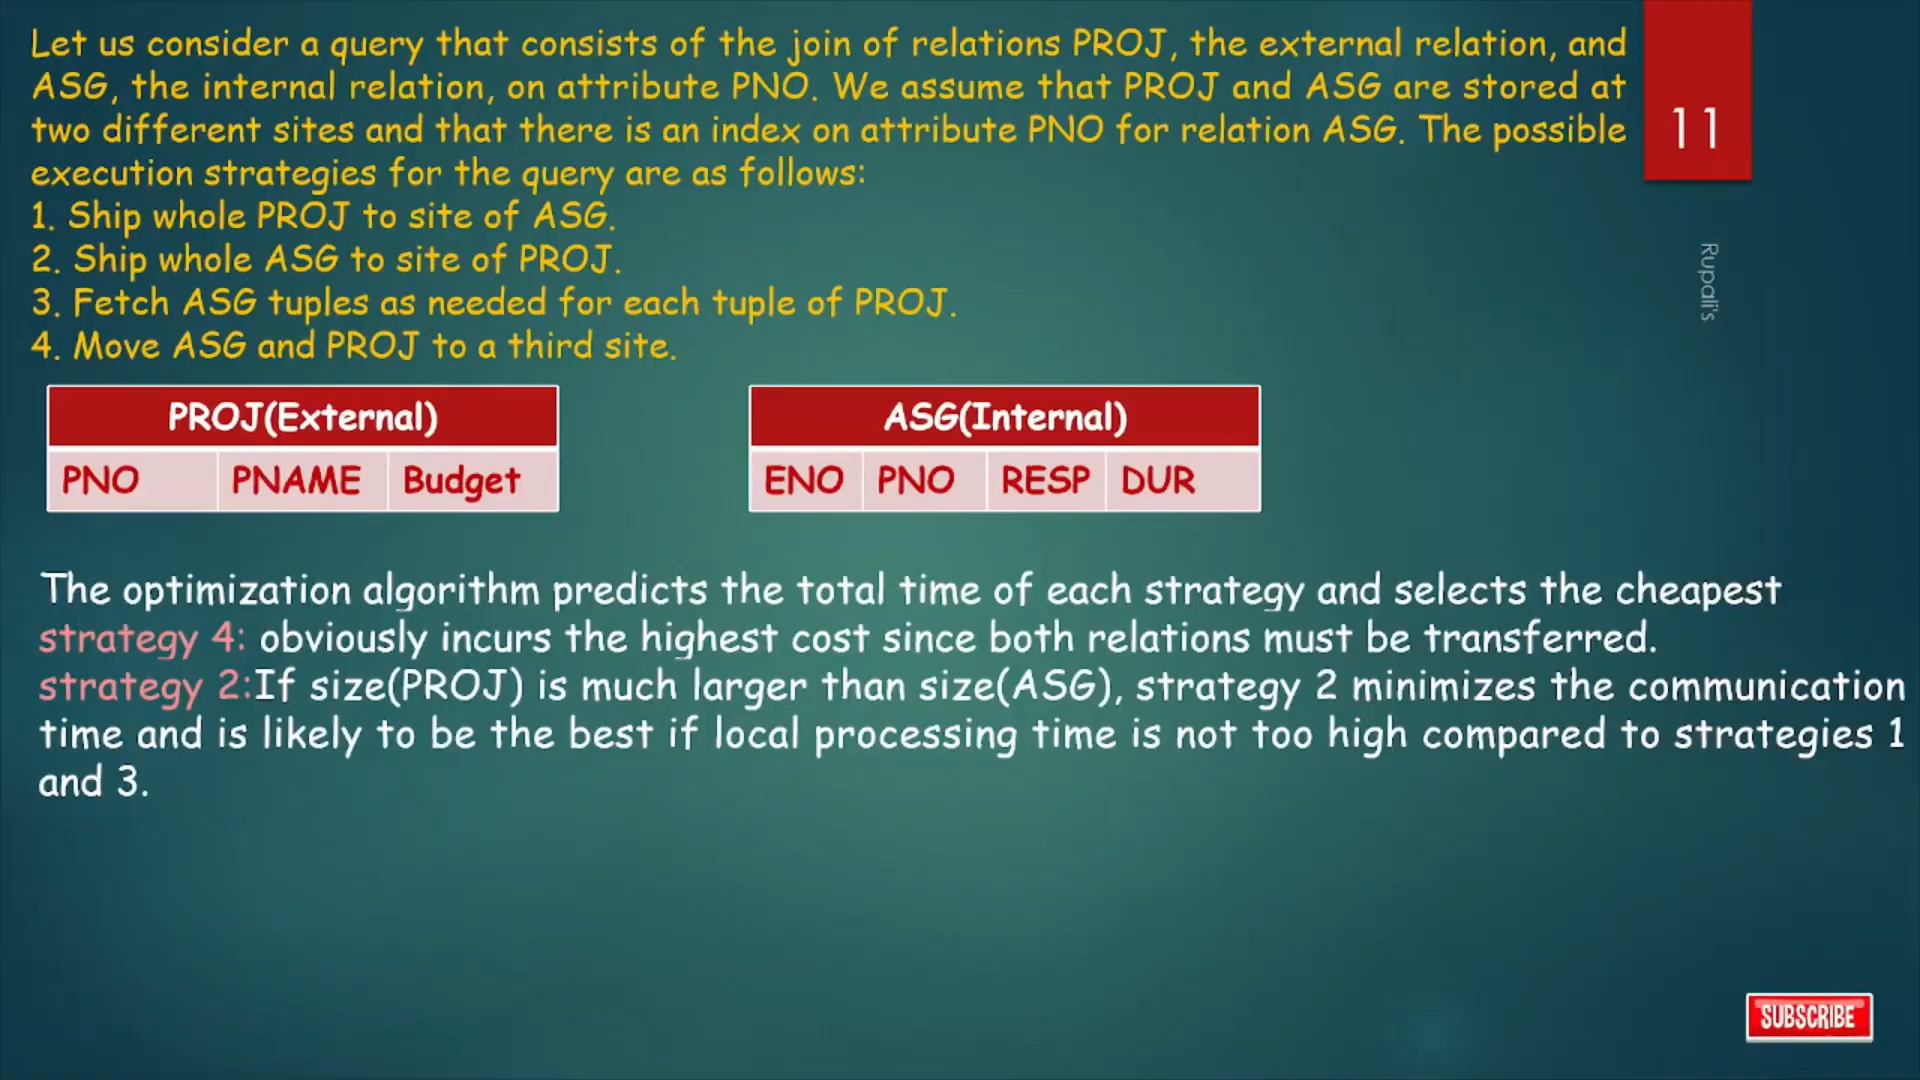 Let us consider a query that consists of the join of relations PROJ, the external relation, and
ASG, the internal relation, on attribute PNO. We assume that PROJ and ASG are stored at
two different sites and that there is an index on attribute PNO for relation ASG. The possible
execution strategies for the query are as follows:
1. Ship whole PROJ to site of ASG.
2. Ship whole ASG to site of PROJ.
3. Fetch ASG tuples as needed for each tuple of PROJ.
4. Move ASG and PROJ to a third site.
11
Rupali's
PROJ(External)
PNO PNAME Budget
ASG(Internal)
ENO PNO RESP DUR
The optimization algorithm predicts the total time of each strategy and selects the cheapest
strategy 4: obviously incurs the highest cost since both relations must be transferred.
strategy 2:If size(PROJ) is much larger than size(ASG), strategy 2 minimizes the communication
time and is likely to be the best if local processing time is not too high compared to strategies 1
and 3.
SUBSCRIBE